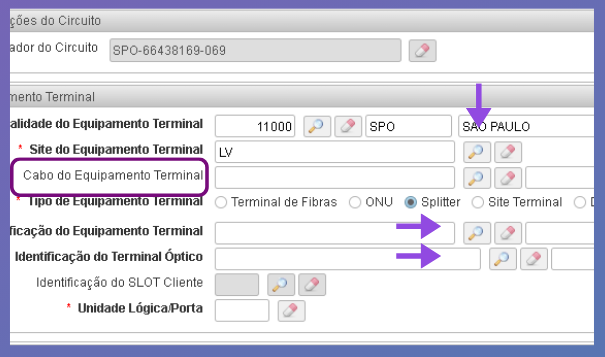 ções do Circuito
ador do Circuito SPO-66438169-069
mento Terminal
alidade do Equipamento Terminal 11000 SPO SAO PAULO
* Site do Equipamento Terminal LV
Cabo do Equipamento Terminal
* Tipo de Equipamento Terminal Terminal de Fibras ONU Splitter Site Terminal D
ficação do Equipamento Terminal
Identificação do Terminal Óptico
Identificação do SLOT Cliente
* Unidade Lógica/Porta